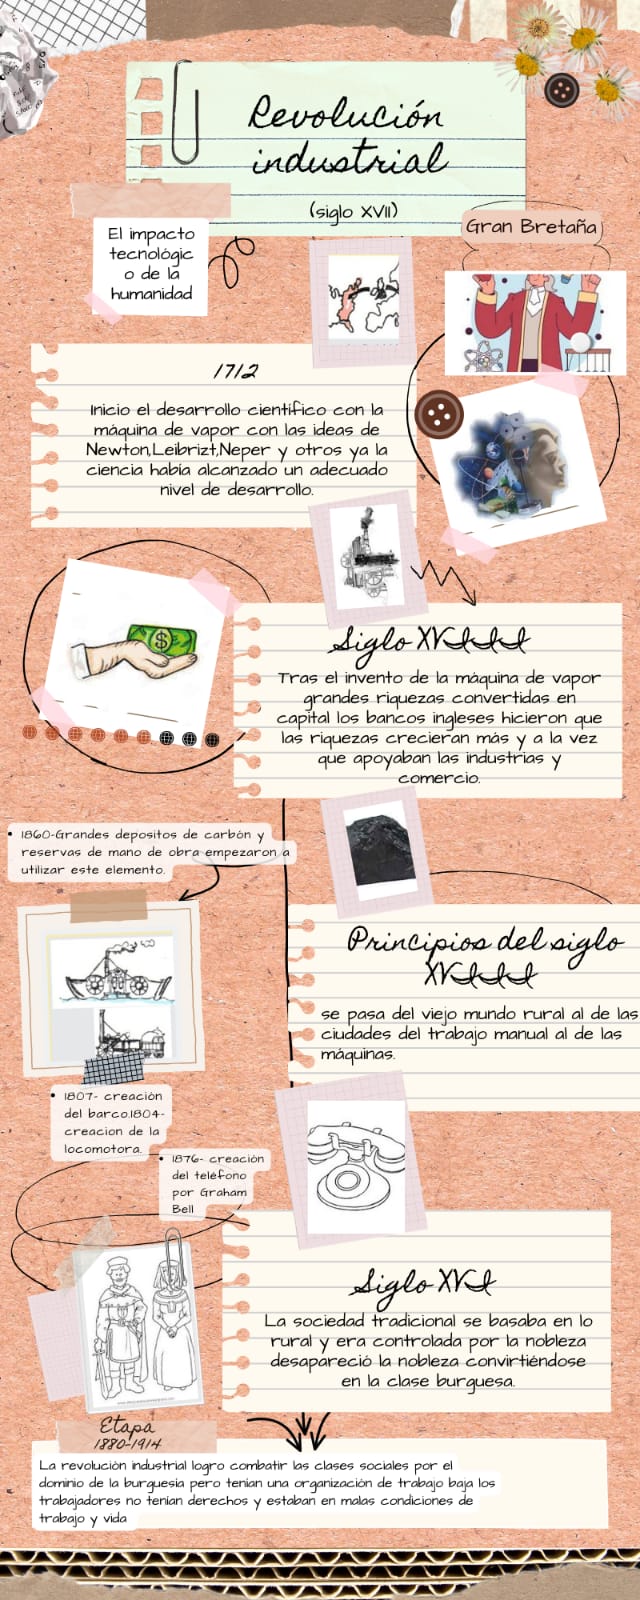 Revolución
industrial
(siglo XVII)
Gran Bretaña
El impacto
tecnológic
o de la
humanidad
1712
Inicio el desarrollo científico con la
máquina de vapor con las ideas de
Newton,Leibrizt,Neper y otros ya la
ciencia había alcanzado un adecuado
nivel de desarrollo.
Siglo XVIII
Tras el invento de la máquina de vapor
grandes riquezas convertidas en
capital los bancos ingleses hicieron que
las riquezas crecieran más y a la vez
que apoyaban las industrias y
comercio.
• 1860-Grandes depositos de carbón y
reservas de mano de obra empezaron a
utilizar este elemento.
Principios del siglo
XVIII
se pasa del viejo mundo rural al de las
ciudades del trabajo manual al de las
máquinas.
• 1807- creación
del barco.1804-
creacion de la
locomotora.
• 1876- creación
del teléfono
por Graham
Bell
Siglo XVI
La sociedad tradicional se basaba en lo
rural y era controlada por la nobleza
desapareció la nobleza convirtiéndose
en la clase burguesa.
Etapa
1880-1914
La revolución industrial logro combatir las clases sociales por el
dominio de la burguesia pero tenían una organización de trabajo baja los
trabajadores no tenían derechos y estaban en malas condiciones de
trabajo y vida